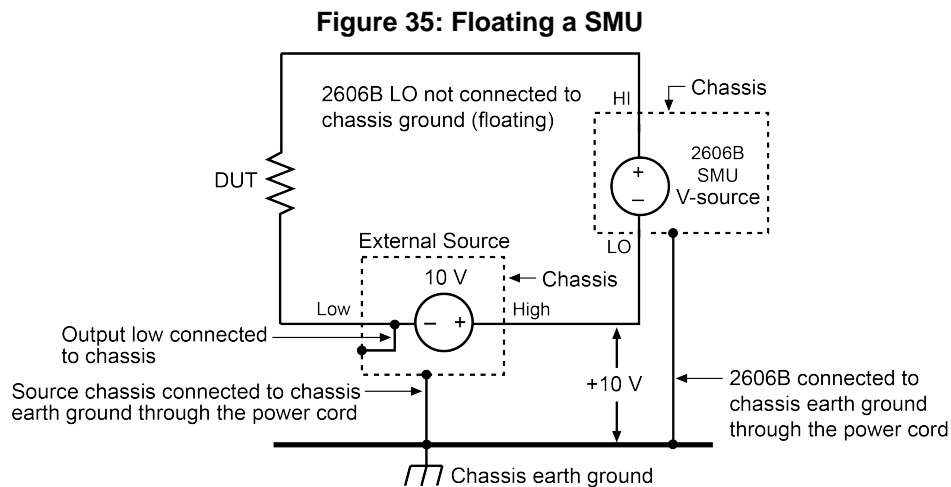 Figure 35: Floating a SMU
2606B LO not connected to
chassis ground (floating)
HI
Chassis
DUT
+
–
2606B
SMU
V-source
LO
External Source
10 V
Chassis
Low
– +
High
Output low connected
to chassis
Source chassis connected to chassis
earth ground through the power cord
+10 V
2606B connected to
chassis earth ground
through the power cord
Chassis earth ground